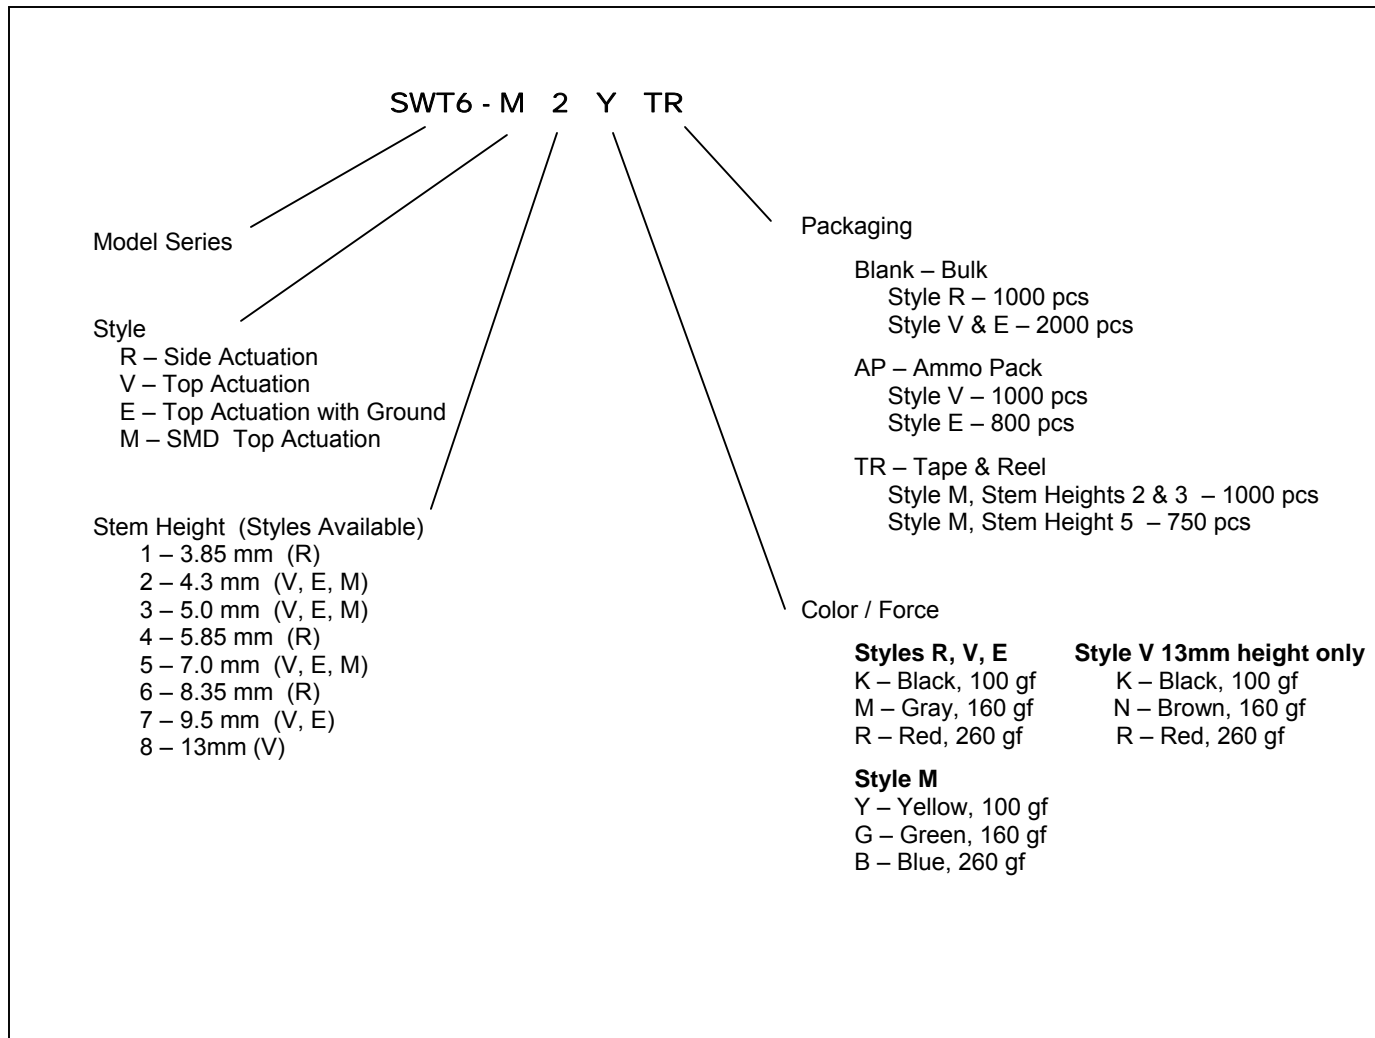 SWT6 - M 2 Y TR
Model Series
Style
R – Side Actuation
V – Top Actuation
E – Top Actuation with Ground
M – SMD Top Actuation
Stem Height (Styles Available)
1 – 3.85 mm (R)
2 – 4.3 mm (V, E, M)
3 – 5.0 mm (V, E, M)
4 – 5.85 mm (R)
5 – 7.0 mm (V, E, M)
6 – 8.35 mm (R)
7 – 9.5 mm (V, E)
8 – 13mm (V)
Packaging
Blank – Bulk
Style R – 1000 pcs
Style V & E – 2000 pcs
AP – Ammo Pack
Style V – 1000 pcs
Style E – 800 pcs
TR – Tape & Reel
Style M, Stem Heights 2 & 3 – 1000 pcs
Style M, Stem Height 5 – 750 pcs
Color / Force
Styles R, V, E
K – Black, 100 gf
M – Gray, 160 gf
R – Red, 260 gf
Style V 13mm height only
K – Black, 100 gf
N – Brown, 160 gf
R – Red, 260 gf
Style M
Y – Yellow, 100 gf
G – Green, 160 gf
B – Blue, 260 gf